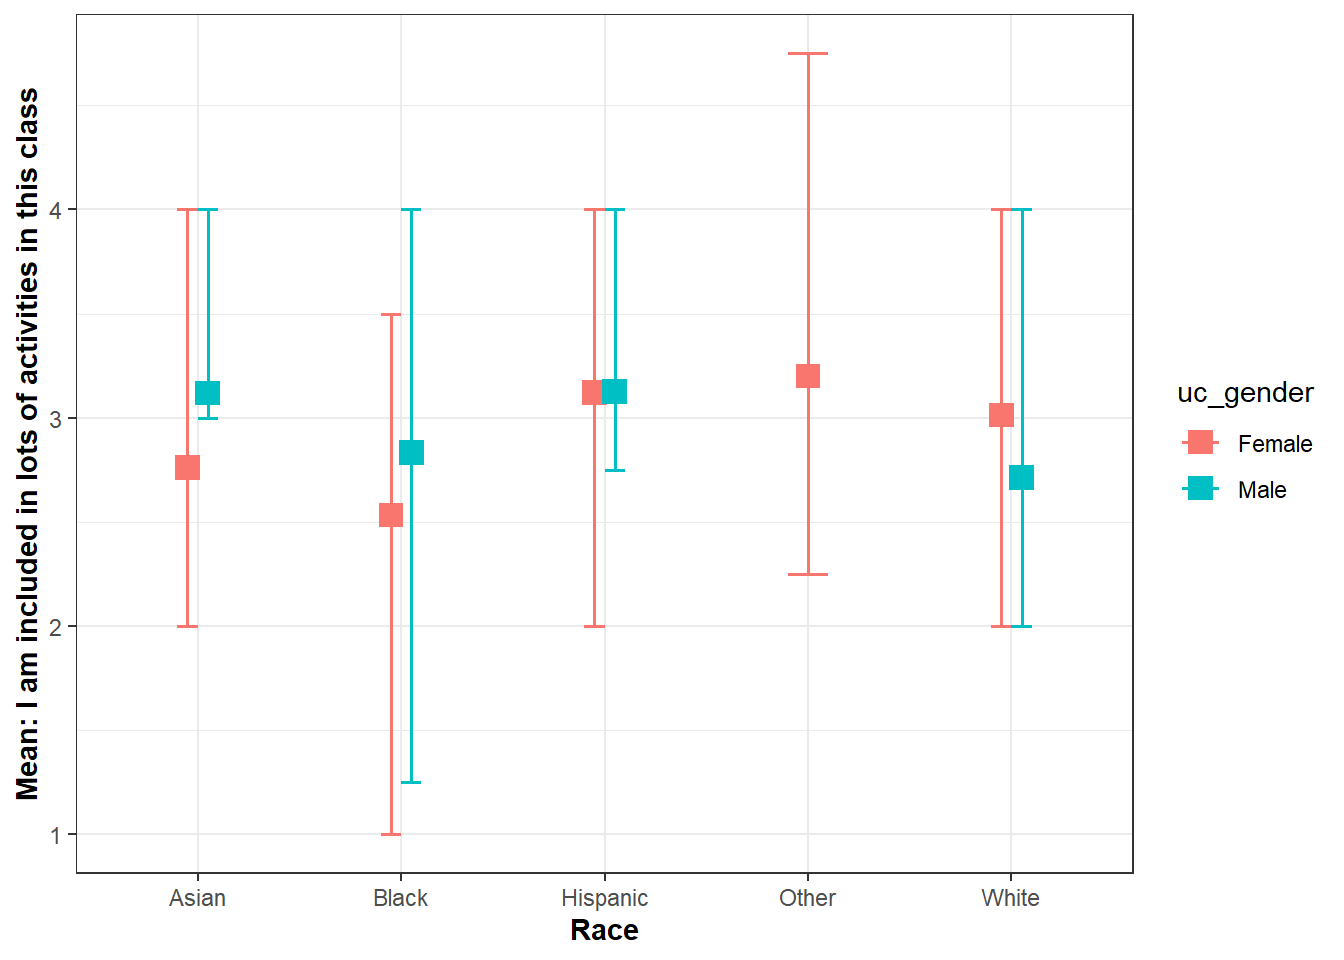 Mean: I am included in lots of activities in this class
4
3
2
1
Asian
Black
Hispanic
Other
White
Race
uc_gender
Female
Male